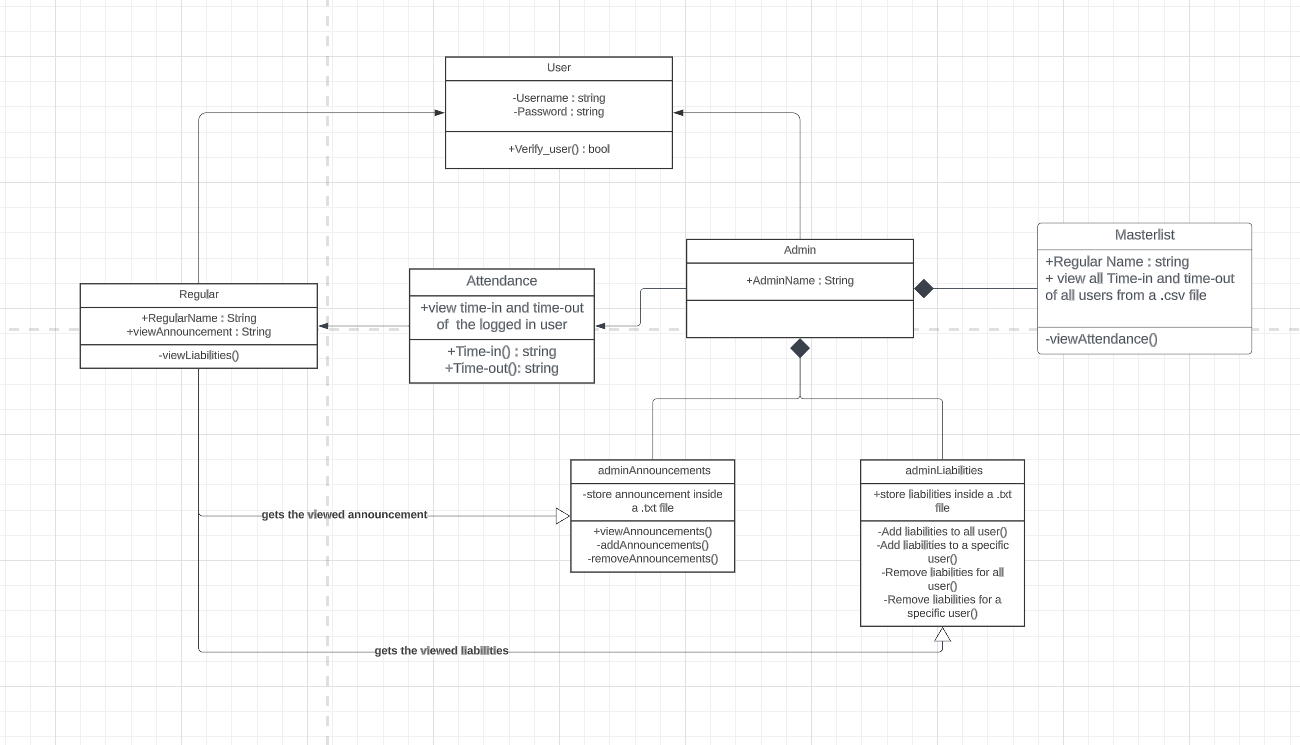 User
-Username : string
-Password : string
+Verify_user() : bool
Admin
+AdminName : String
Masterlist
+Regular Name : string
+ view all Time-in and time-out
of all users from a .csv file
-viewAttendance()
Attendance
+view time-in and time-out
of the logged in user
+Time-in() : string
+Time-out(): string
Regular
+RegularName : String
+viewAnnouncement : String
-viewLiabilities()
adminAnnouncements
-store announcement inside
a .txt file
+viewAnnouncements()
-addAnnouncements()
-removeAnnouncements()
adminLiabilities
+store liabilities inside a .txt
file
-Add liabilities to all user()
-Add liabilities to a specific
user()
-Remove liabilities for all
user()
-Remove liabilities for a
specific user()
gets the viewed announcement
gets the viewed liabilities